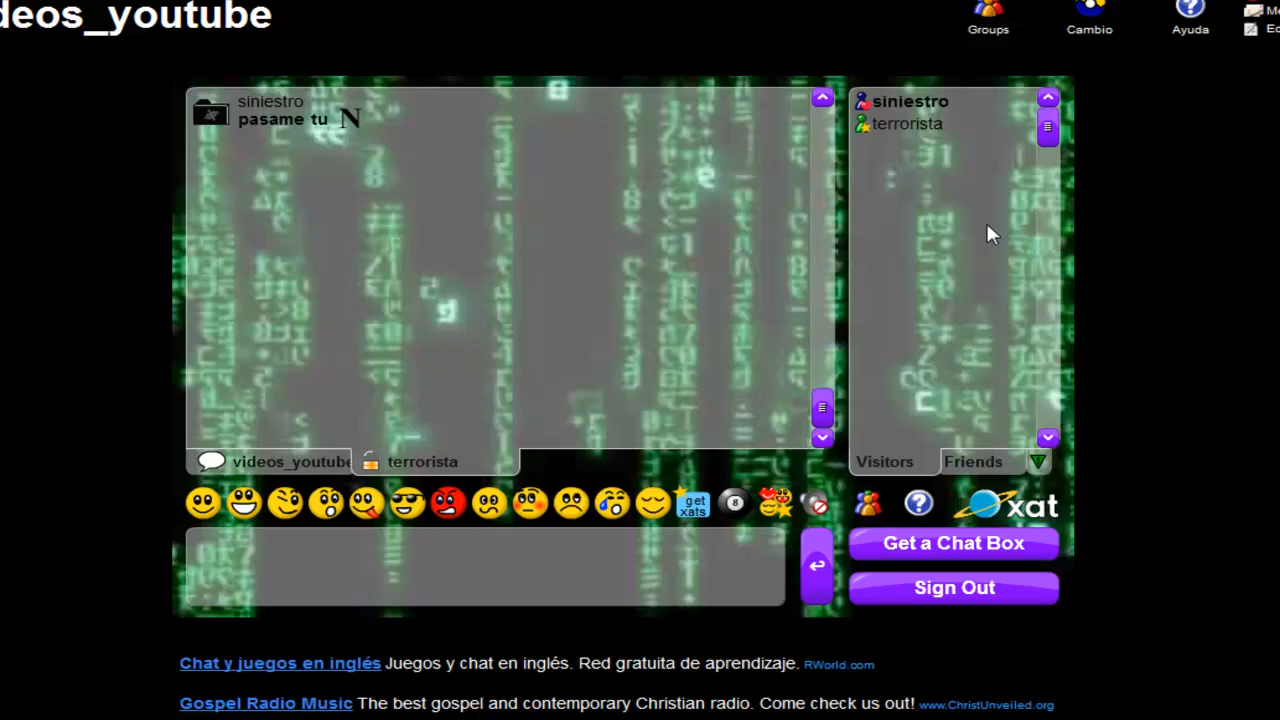 deos_youtube
Groups
Cambio
Ayuda
siniestro
pasame tu N
siniestro
terrorista
videos_youtube
terrorista
Visitors
Friends
get xats
8
xat
Get a Chat Box
Sign Out
Chat y juegos en inglés Juegos y chat en inglés. Red gratuita de aprendizaje. RWorld.com
Gospel Radio Music The best gospel and contemporary Christian radio. Come check us out! www.ChristUnveiled.org